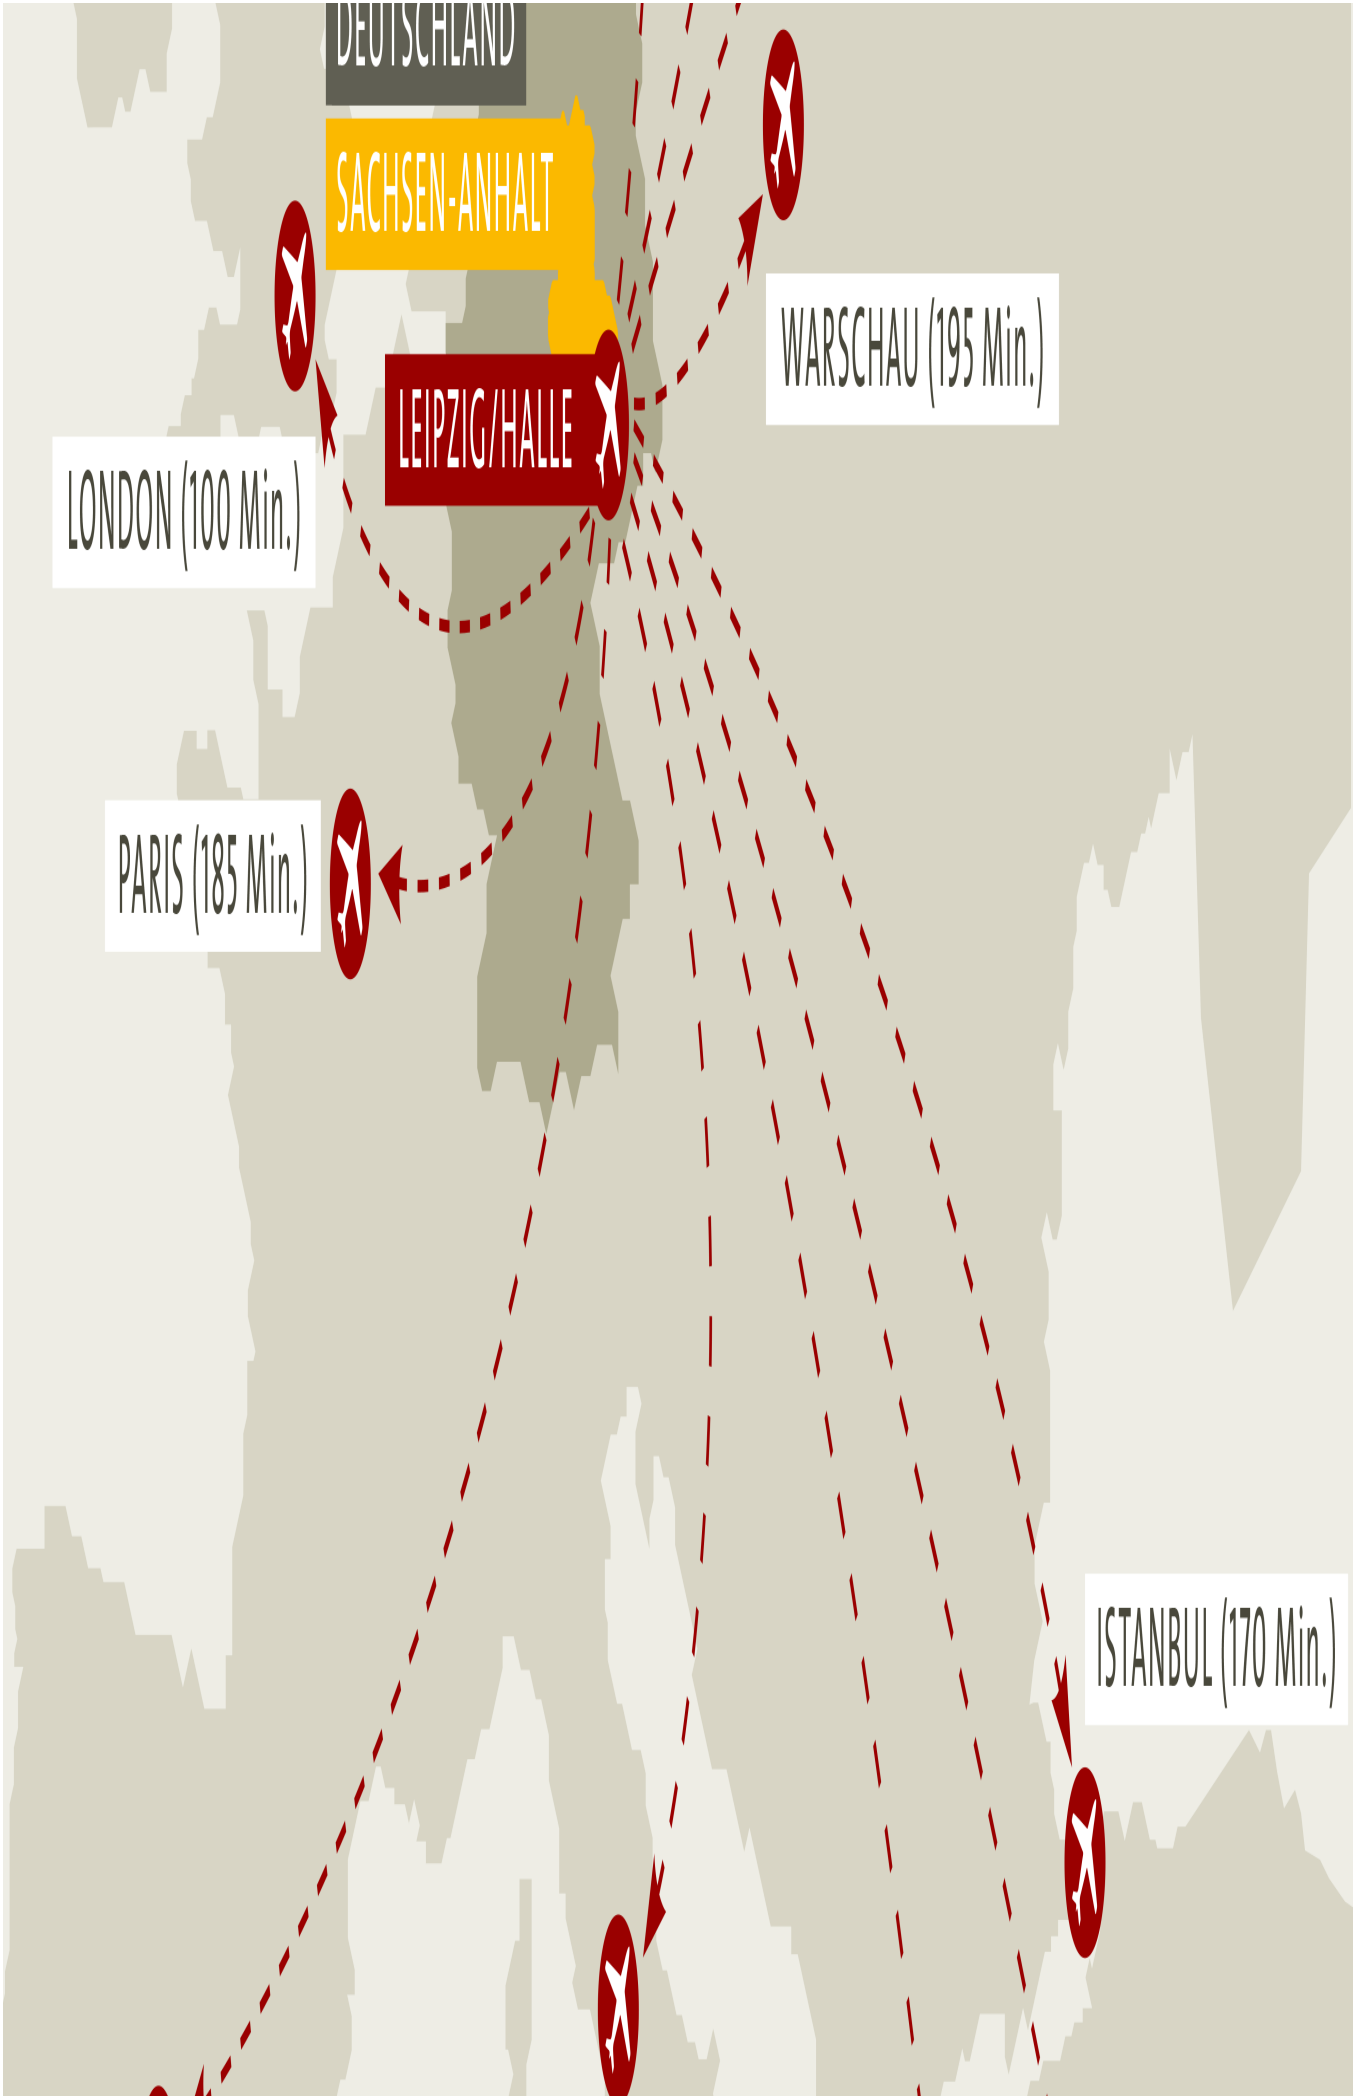 DEUTSCHLAND
SACHSEN-ANHALT
WARSCHAU (195 Min.)
LEIPZIG/HALLE
LONDON (100 Min.)
PARIS (185 Min.)
ISTANBUL (170 Min.)